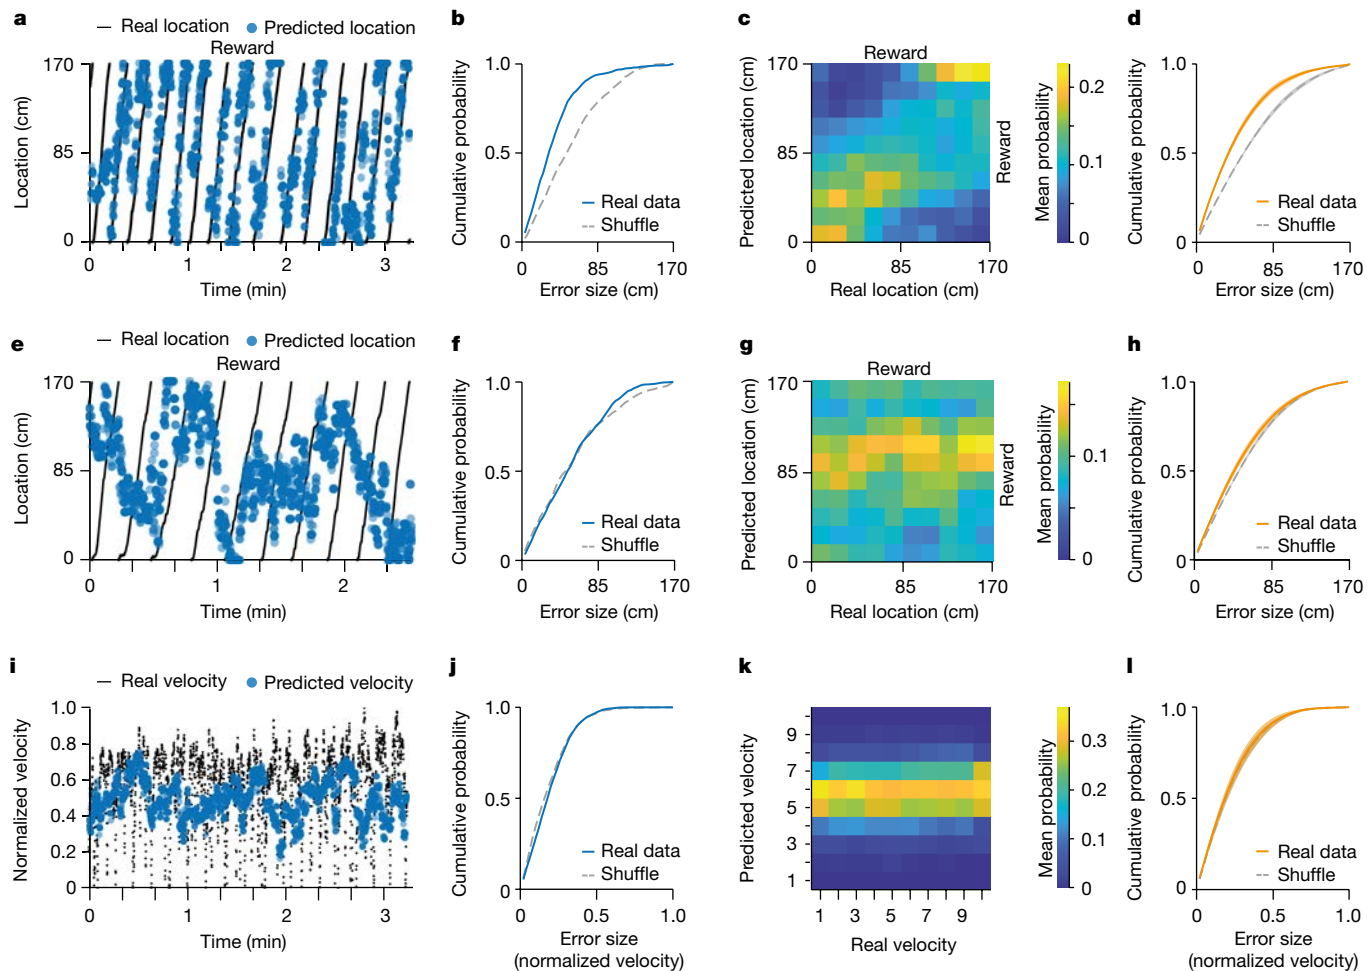 a
— Real location ● Predicted location
Reward
170
85
0
Location (cm)
0 1 2 3
Time (min)
b
1.0
0.5
0
Cumulative probability
Real data
Shuffle
0 85 170
Error size (cm)
c
Reward
170
85
0
Predicted location (cm)
Reward
0 85 170
Real location (cm)
0.2
0.1
0
Mean probability
d
1.0
0.5
0
Cumulative probability
Real data
Shuffle
0 85 170
Error size (cm)
e
— Real location ● Predicted location
Reward
170
85
0
Location (cm)
0 1 2
Time (min)
f
1.0
0.5
0
Cumulative probability
Real data
Shuffle
0 85 170
Error size (cm)
g
Reward
170
85
0
Predicted location (cm)
Reward
0 85 170
Real location (cm)
0.1
0
Mean probability
h
1.0
0.5
0
Cumulative probability
Real data
Shuffle
0 85 170
Error size (cm)
i
— Real velocity ● Predicted velocity
1.0
0.8
0.6
0.4
0.2
0
Normalized velocity
0 1 2 3
Time (min)
j
1.0
0.5
0
Cumulative probability
Real data
Shuffle
0 0.5 1.0
Error size
(normalized velocity)
k
9
7
5
3
1
Predicted velocity
1 3 5 7 9
Real velocity
0.3
0.2
0.1
0
Mean probability
l
1.0
0.5
0
Cumulative probability
Real data
Shuffle
0 0.5 1.0
Error size
(normalized velocity)